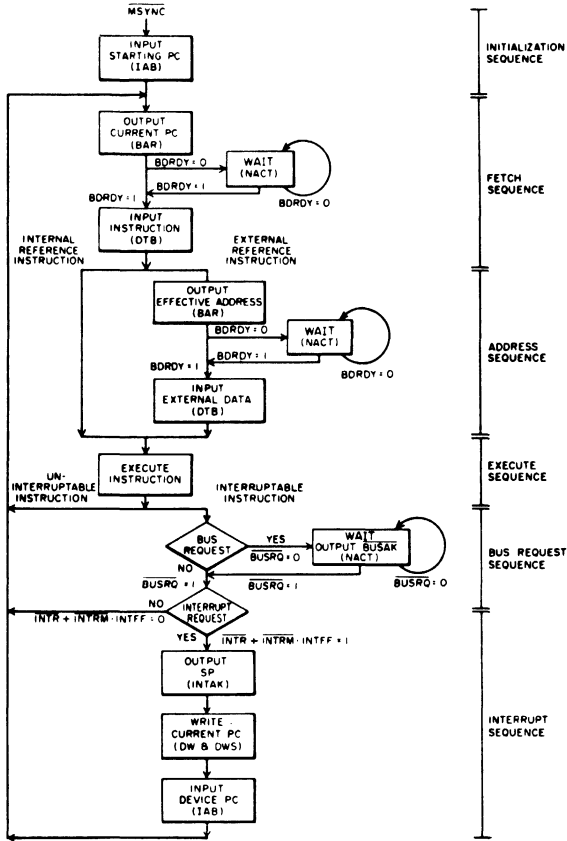 MSYNC
INPUT
STARTING PC
(IAB)
INITIALIZATION
SEQUENCE
OUTPUT
CURRENT PC
(BAR)
BDRDY=0
WAIT
(NACT)
BDRDY=1
BDRDY=0
BDRDY=1
FETCH
SEQUENCE
INPUT
INSTRUCTION
(DTB)
INTERNAL
REFERENCE
INSTRUCTION
EXTERNAL
REFERENCE
INSTRUCTION
OUTPUT
EFFECTIVE ADDRESS
(BAR)
BDRDY=0
WAIT
(NACT)
BDRDY=1
BDRDY=1
BDRDY=0
ADDRESS
SEQUENCE
INPUT
EXTERNAL DATA
(DTB)
EXECUTE
INSTRUCTION
EXECUTE
SEQUENCE
UN-
INTERRUPTABLE
INSTRUCTION
INTERRUPTABLE
INSTRUCTION
BUS
REQUEST
YES
BUSRQ=0
WAIT
OUTPUT BUSAK
(NACT)
BUS REQUEST
SEQUENCE
NO
BUSRQ=1
BUSRQ=1
BUSRQ=0
INTERRUPT
REQUEST
NO
INTR + INTRM · INTFF = 0
YES
INTR + INTRM · INTFF = 1
OUTPUT
SP
(INTAK)
WRITE
CURRENT PC
(DW & DWS)
INTERRUPT
SEQUENCE
INPUT
DEVICE PC
(IAB)